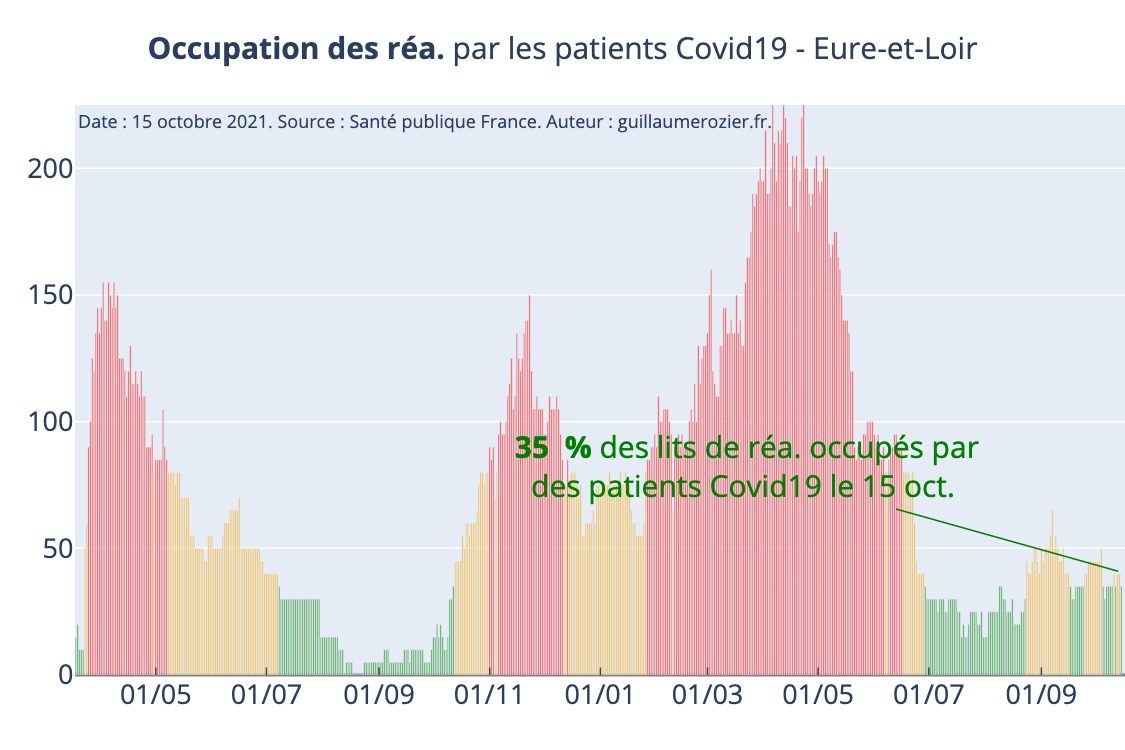 Occupation des réa. par les patients Covid19 - Eure-et-Loir
Date : 15 octobre 2021. Source : Santé publique France. Auteur : guillaumerozier.fr.
200
150
100
35  % des lits de réa. occupés par
des patients Covid19 le 15 oct.
50
0
01/05 01/07 01/09 01/11 01/01 01/03 01/05 01/07 01/09